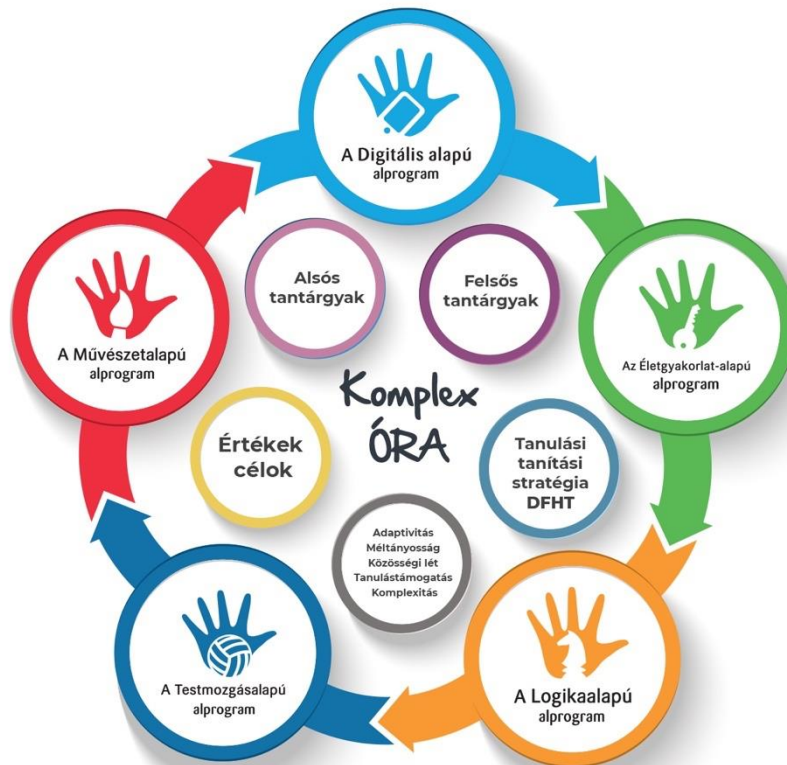 A Digitális alapú
alprogram
Alsós
tantárgyak
Felsős
tantárgyak
A Művészetalapú
alprogram
Az Életgyakorlat-alapú
alprogram
Komplex
ÓRA
Értékek
célok
Tanulási
tanítási
stratégia
DFHT
Adaptivitás
Méltányosság
Közösségi lét
Tanulástámogatás
Komplexitás
A Testmozgásalapú
alprogram
A Logikaalapú
alprogram